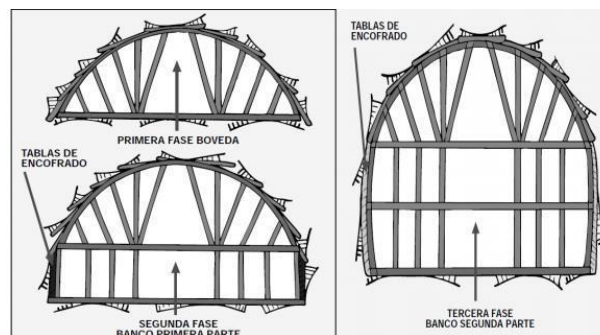 PRIMERA FASE BOVEDA
TABLAS DE
ENCOFRADO
SEGUNDA FASE
BANCO PRIMERA PARTE
TABLAS DE
ENCOFRADO
TERCERA FASE
BANCO SEGUNDA PARTE